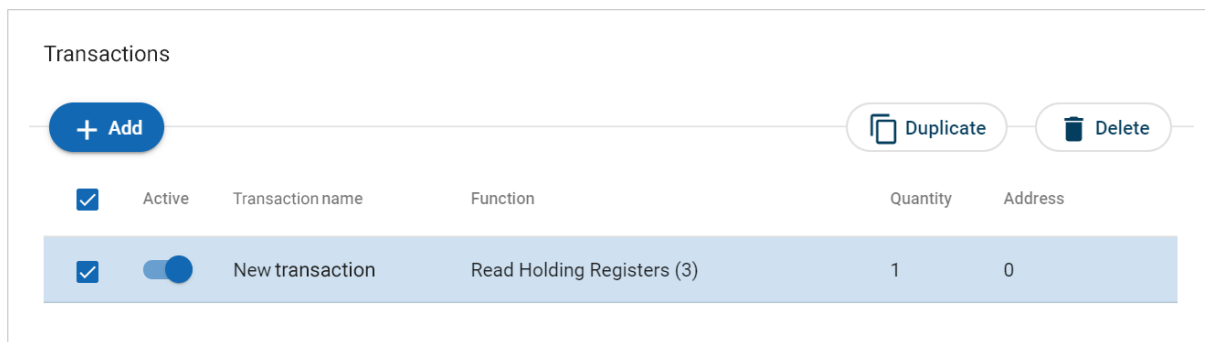 Transactions
Add Duplicate Delete
Active Transaction name Function Quantity Address
New transaction Read Holding Registers (3) 1 0